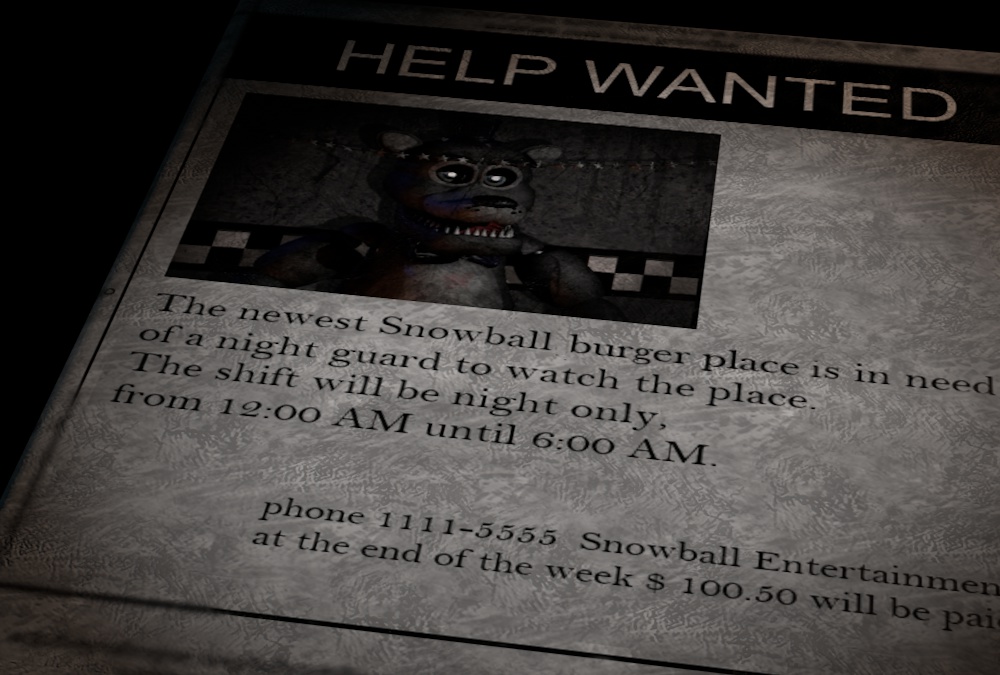 HELP WANTED
The newest Snowball burger place is in need
of a night guard to watch the place.
The shift will be night only,
from 12:00 AM until 6:00 AM.
phone 1111-5555 Snowball Entertainmen
at the end of the week $ 100.50 will be paid